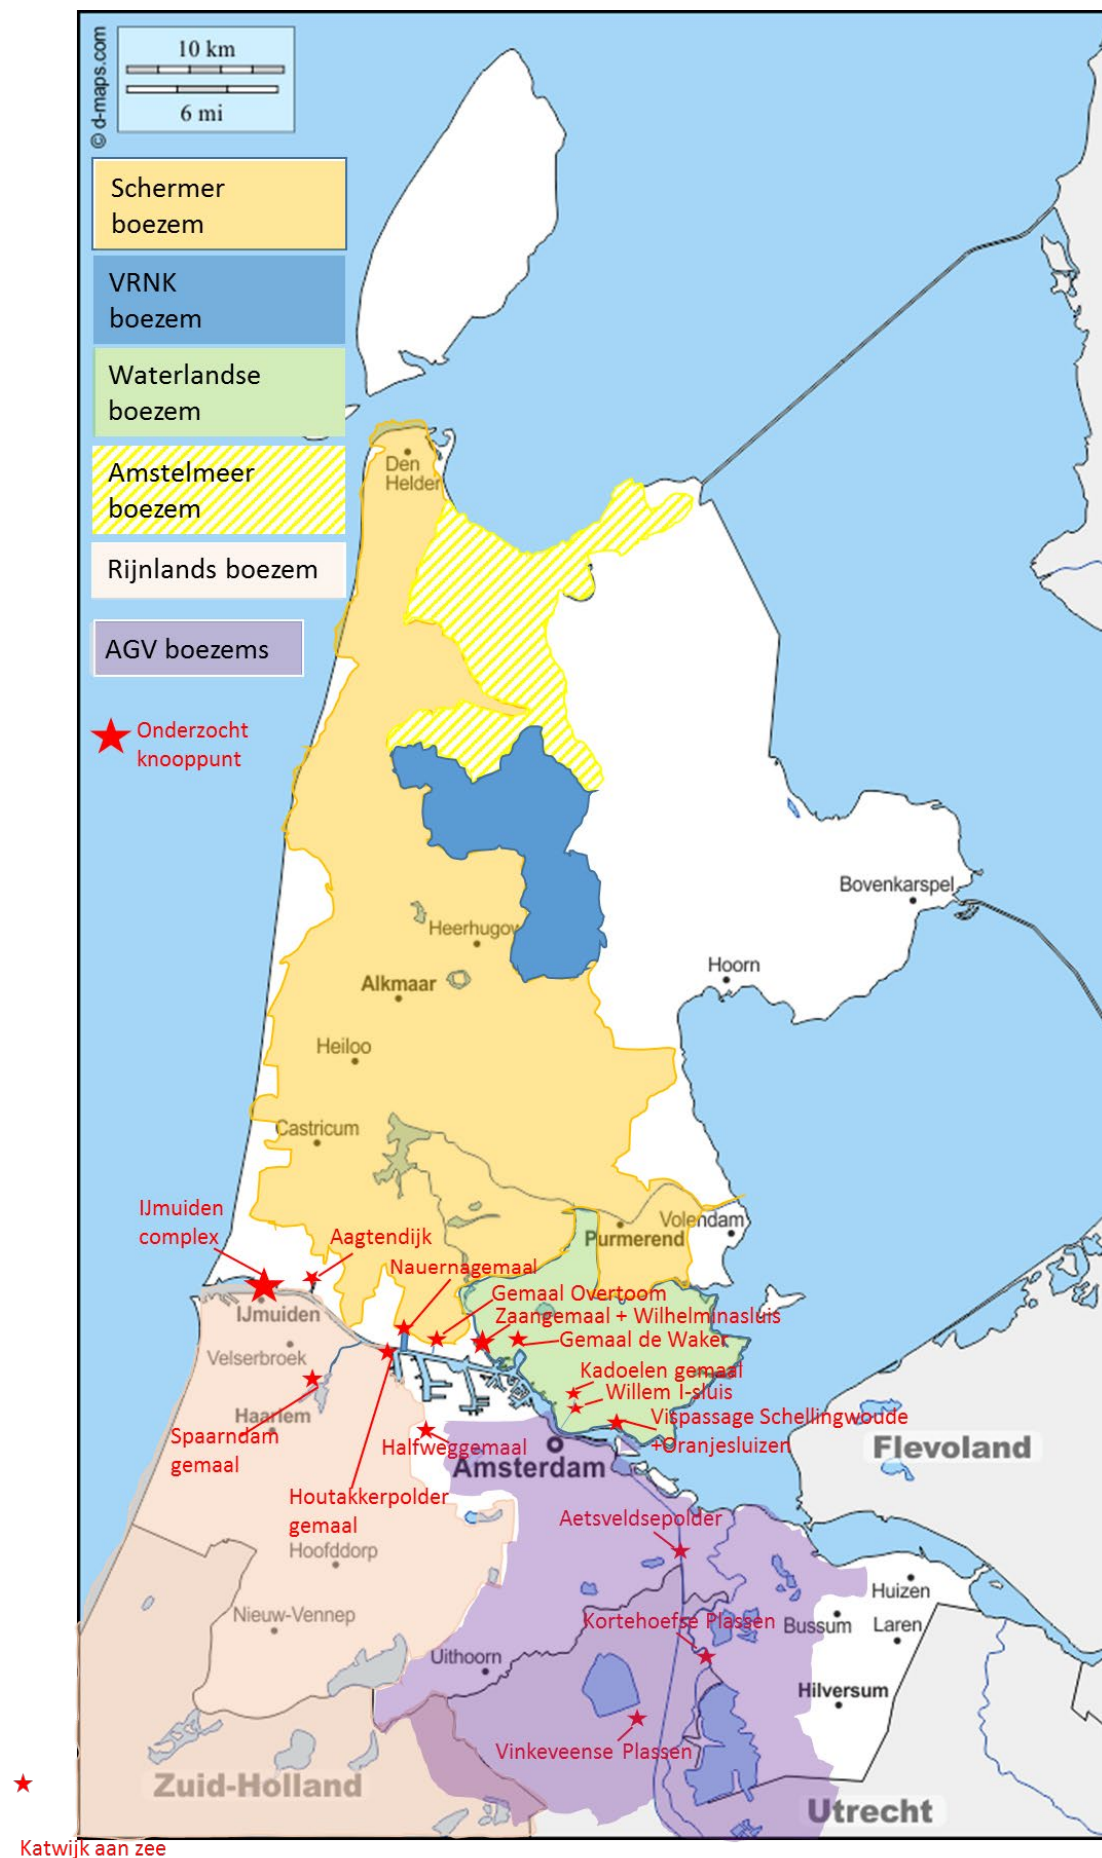 © d-maps.com
10 km
6 mi
Schermer
boezem
VRNK
boezem
Waterlandse
boezem
Amstelmeer
boezem
Rijnlands boezem
AGV boezems
Onderzocht
knooppunt
Den
Helder
Bovenkarspel
Heerhugow
Hoorn
Alkmaar
Heiloo
Castricum
IJmuiden
complex
Aagtendijk
Volendam
Purmerend
Nauernagemaal
Gemaal Overtoom
Zaangemaal + Wilhelminasluis
IJmuiden
Gemaal de Waker
Velserbroek
Kadoelen gemaal
Willem I-sluis
Haarlem
Vispassage Schellingwoude
+Oranjesluizen
Spaarndam
gemaal
Halfweggemaal
Flevoland
Amsterdam
Houtakkerpolder
gemaal
Aetsveldsepolder
Hoofddorp
Huizen
Nieuw-Vennep
Kortehoefse Plassen
Bussum
Laren
Uithoorn
Hilversum
Vinkeveense Plassen
Zuid-Holland
Utrecht
Katwijk aan zee